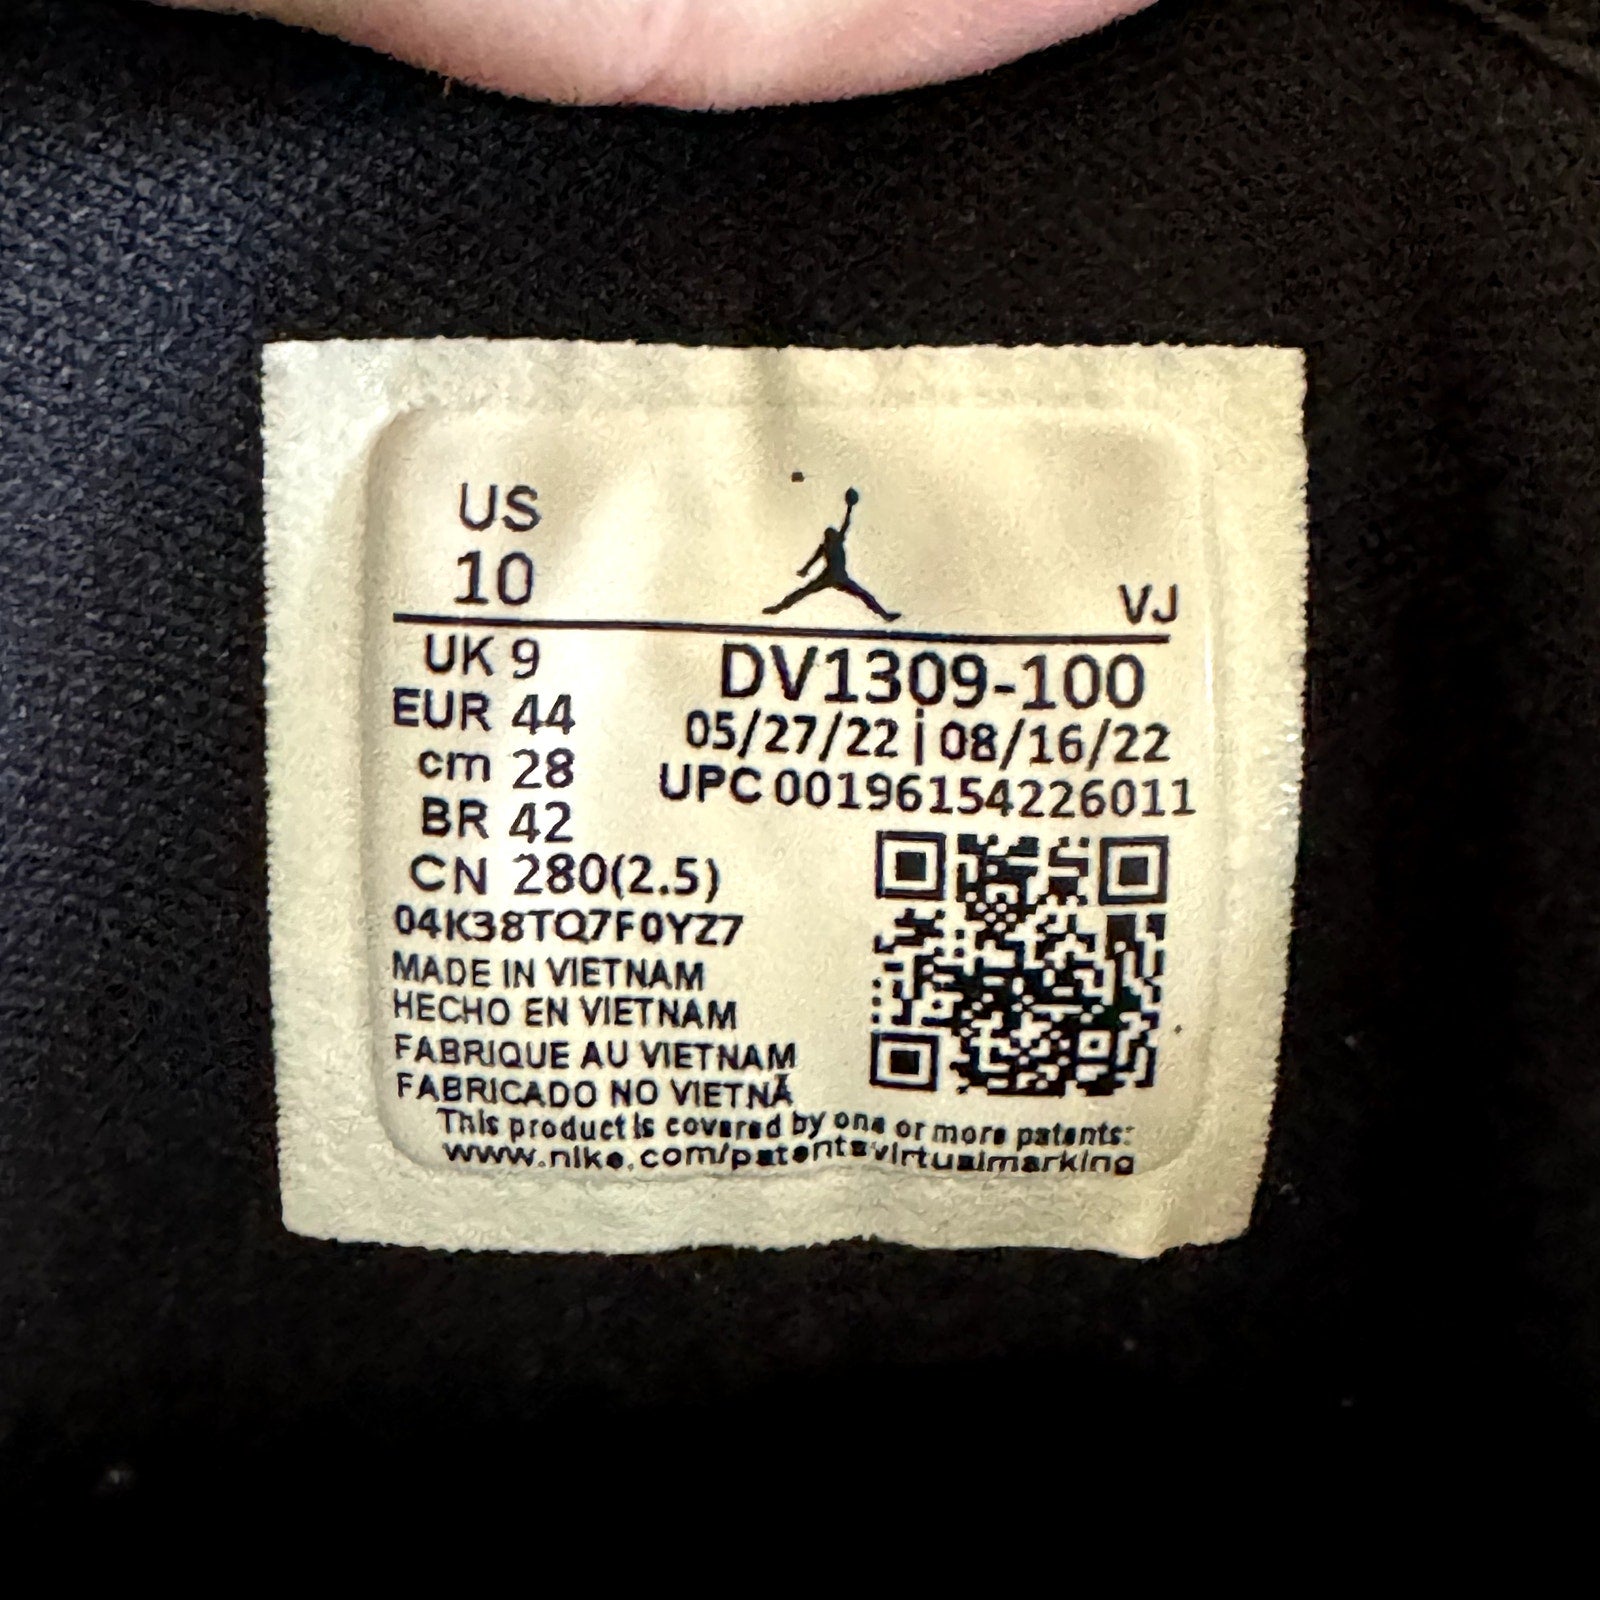 US
10
VJ
UK 9
EUR 44
cm 28
BR 42
CN 280(2.5)
DV1309-100
05/27/22 | 08/16/22
UPC 00196154226011
04K38TQ7F0YZ7
MADE IN VIETNAM
HECHO EN VIETNAM
FABRIQUE AU VIETNAM
FABRICADO NO VIETNÃ
This product is covered by one or more patents:
www.nike.com/patentsvirtualmarking